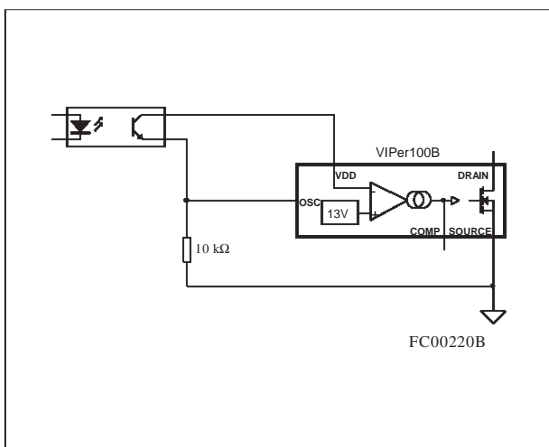 VIPer100B
VDD
DRAIN
OSC
13V
-
+
COMP
SOURCE
10 kΩ
FC00220B